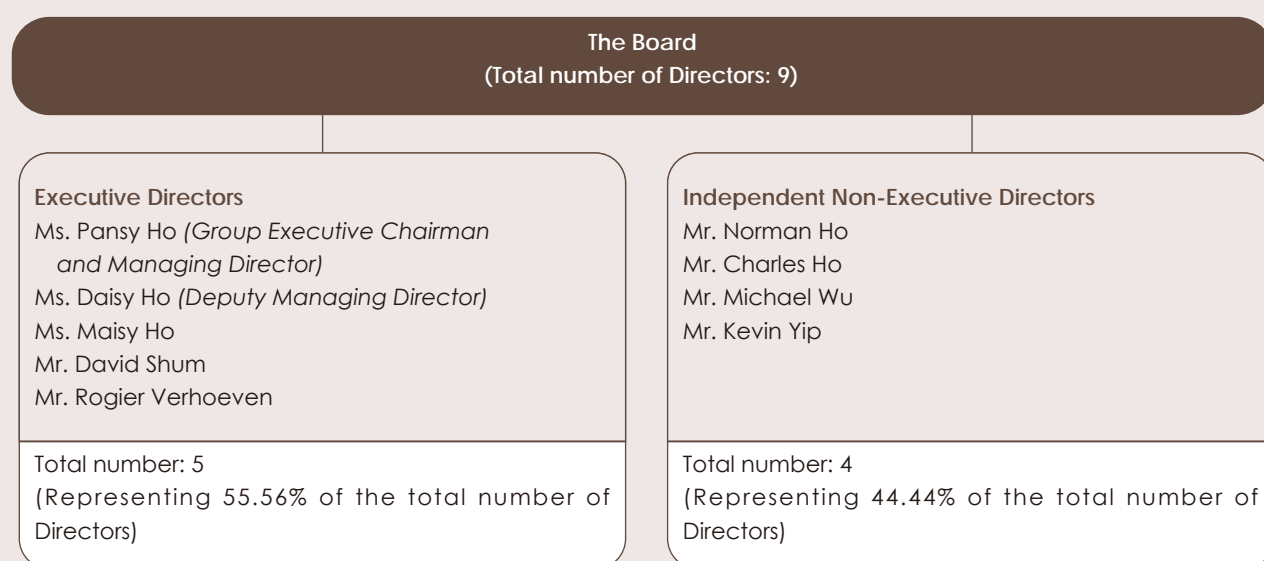 The Board
(Total number of Directors: 9)
Executive Directors
Ms. Pansy Ho (Group Executive Chairman
and Managing Director)
Ms. Daisy Ho (Deputy Managing Director)
Ms. Maisy Ho
Mr. David Shum
Mr. Rogier Verhoeven
Total number: 5
(Representing 55.56% of the total number of
Directors)
Independent Non-Executive Directors
Mr. Norman Ho
Mr. Charles Ho
Mr. Michael Wu
Mr. Kevin Yip
Total number: 4
(Representing 44.44% of the total number of
Directors)